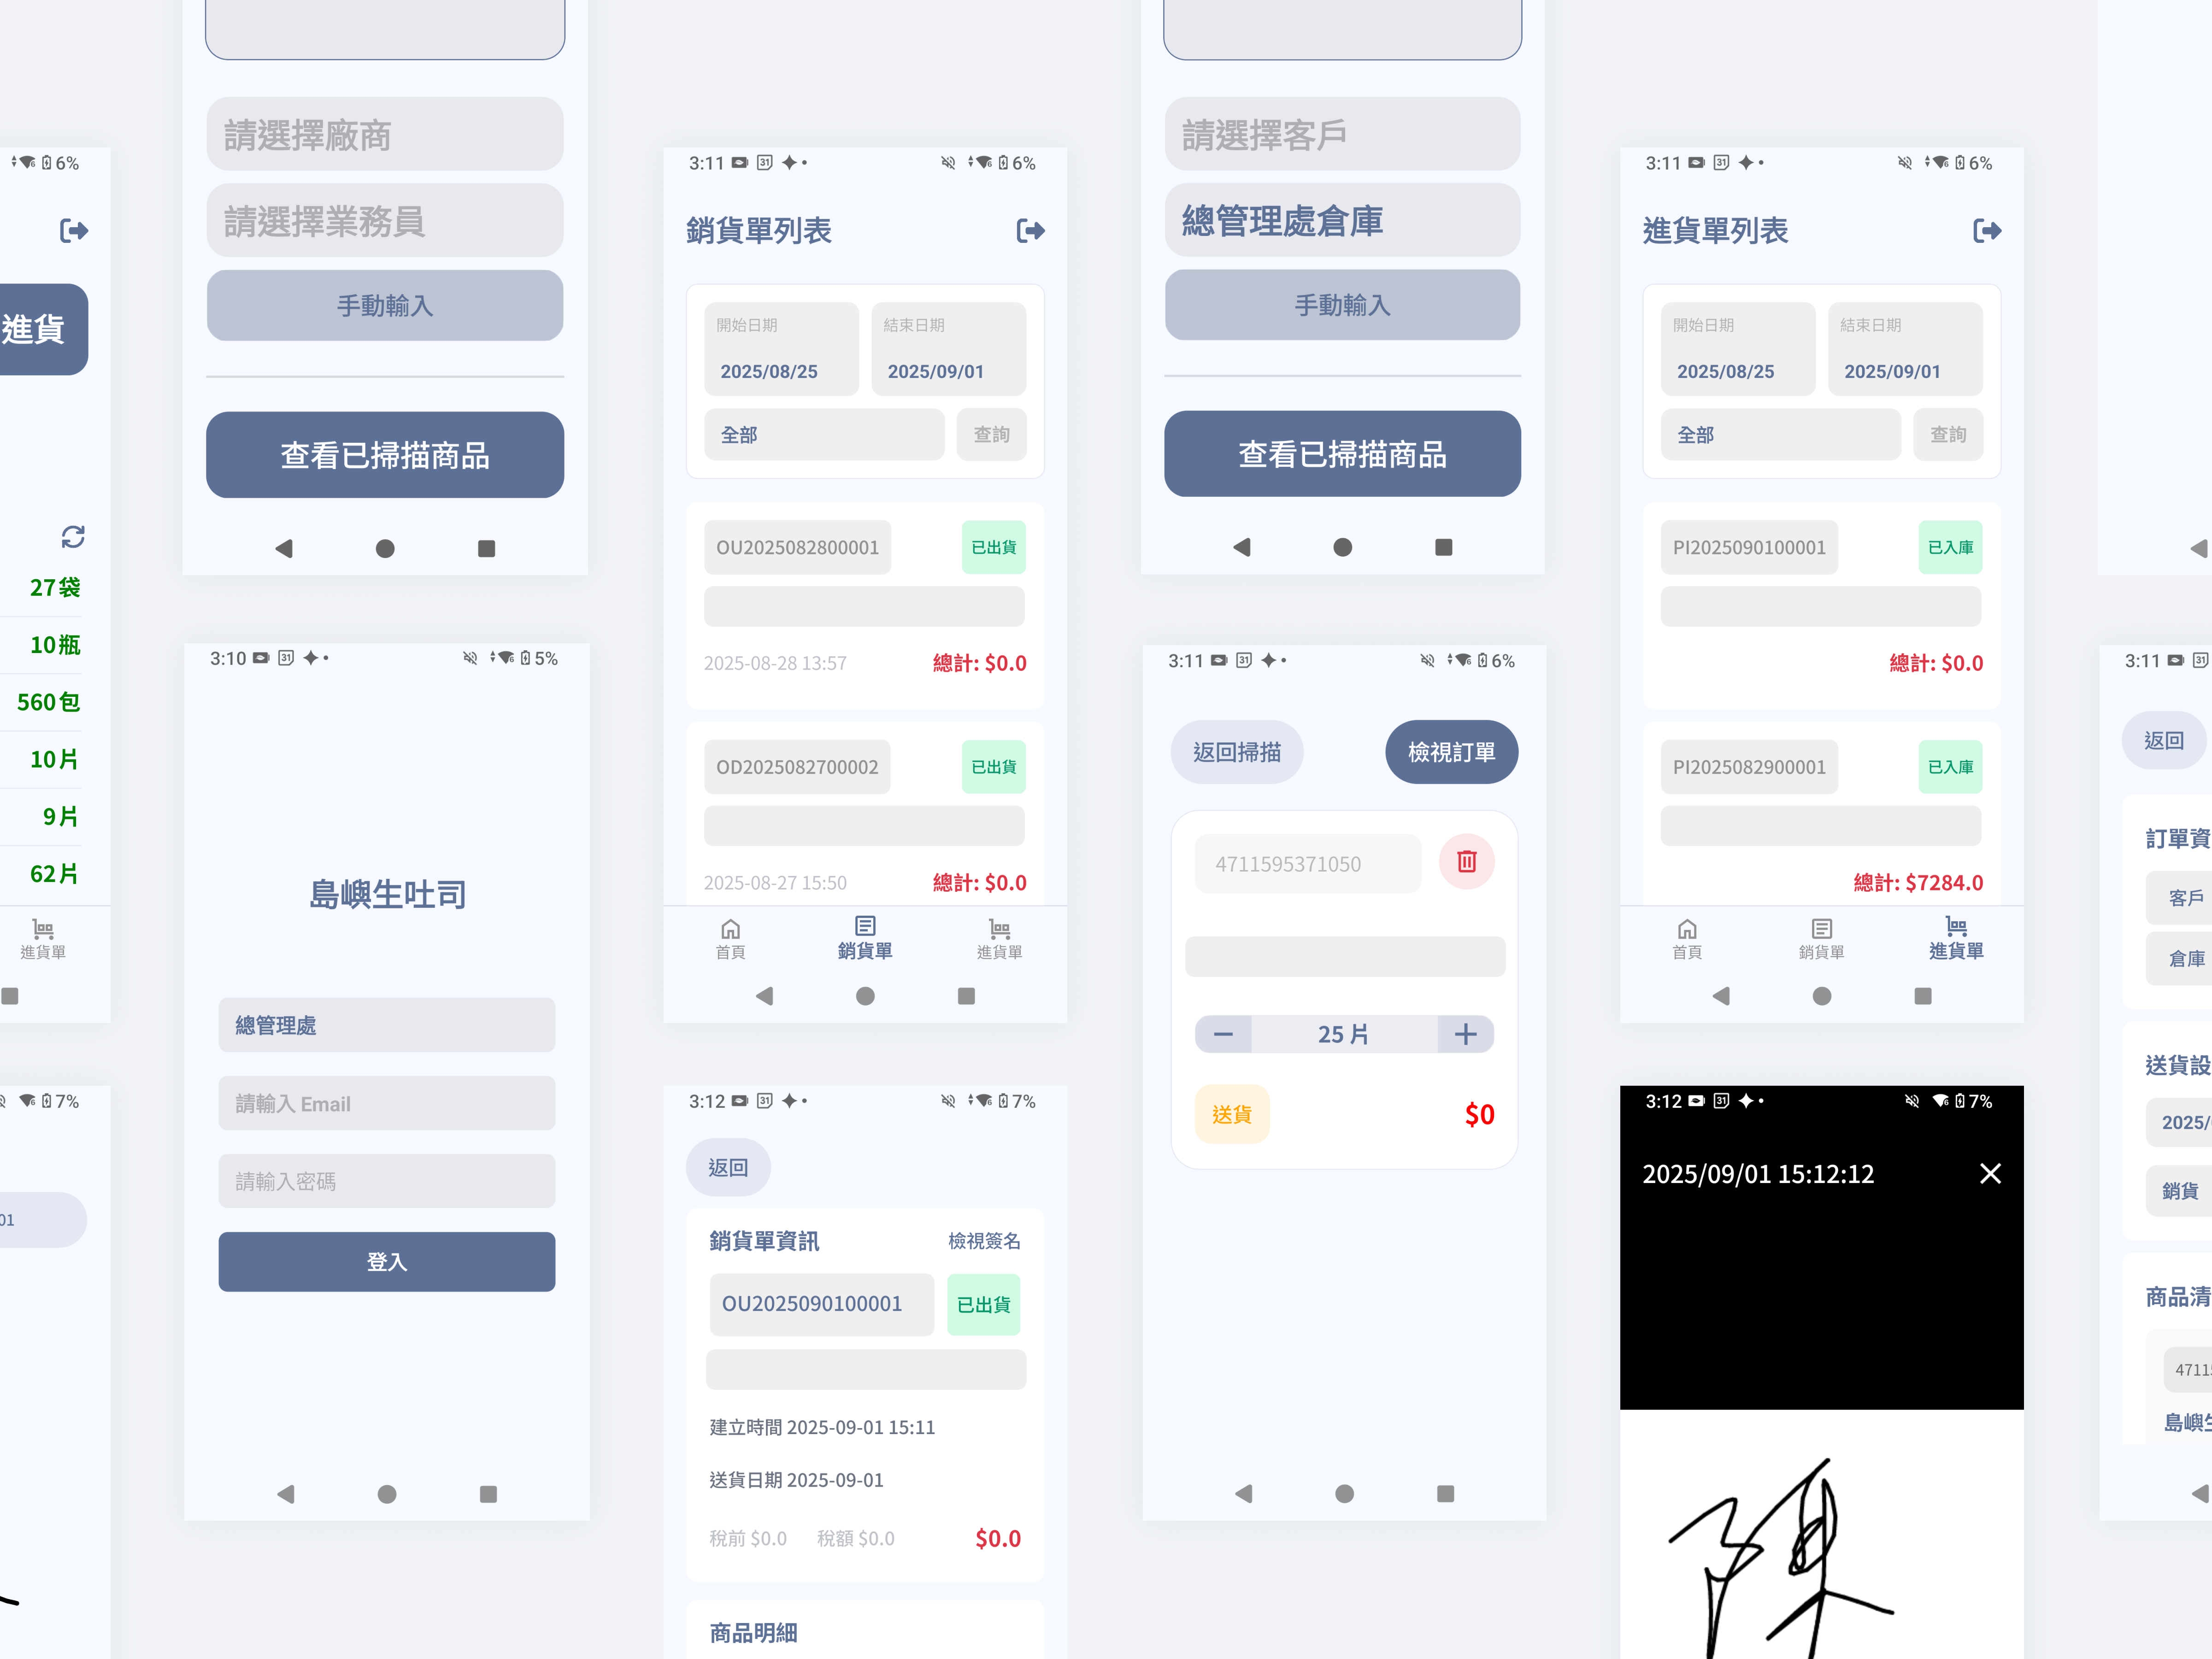 6%
進貨
27袋
10瓶
560包
10片
9片
62片
進貨單
7%
01
請選擇廠商
請選擇業務員
手動輸入
查看已掃描商品
3:10 31 5%
島嶼生吐司
總管理處
請輸入 Email
請輸入密碼
登入
3:11 31 6%
銷貨單列表
開始日期 結束日期
2025/08/25 2025/09/01
全部 查詢
OU2025082800001 已出貨
2025-08-28 13:57 總計: $0.0
OD2025082700002 已出貨
2025-08-27 15:50 總計: $0.0
首頁 銷貨單 進貨單
3:12 31 7%
返回
銷貨單資訊 檢視簽名
OU2025090100001 已出貨
建立時間 2025-09-01 15:11
送貨日期 2025-09-01
稅前 $0.0 稅額 $0.0 $0.0
商品明細
請選擇客戶
總管理處倉庫
手動輸入
查看已掃描商品
3:11 31 6%
返回掃描 檢視訂單
4711595371050
25 片
送貨 $0
3:11 31 6%
進貨單列表
開始日期 結束日期
2025/08/25 2025/09/01
全部 查詢
PI2025090100001 已入庫
總計: $0.0
PI2025082900001 已入庫
總計: $7284.0
首頁 銷貨單 進貨單
3:12 31 7%
2025/09/01 15:12:12
陳
3:11 31
返回
訂單資
客戶
倉庫
送貨設
2025/
銷貨
商品清
4711
島嶼